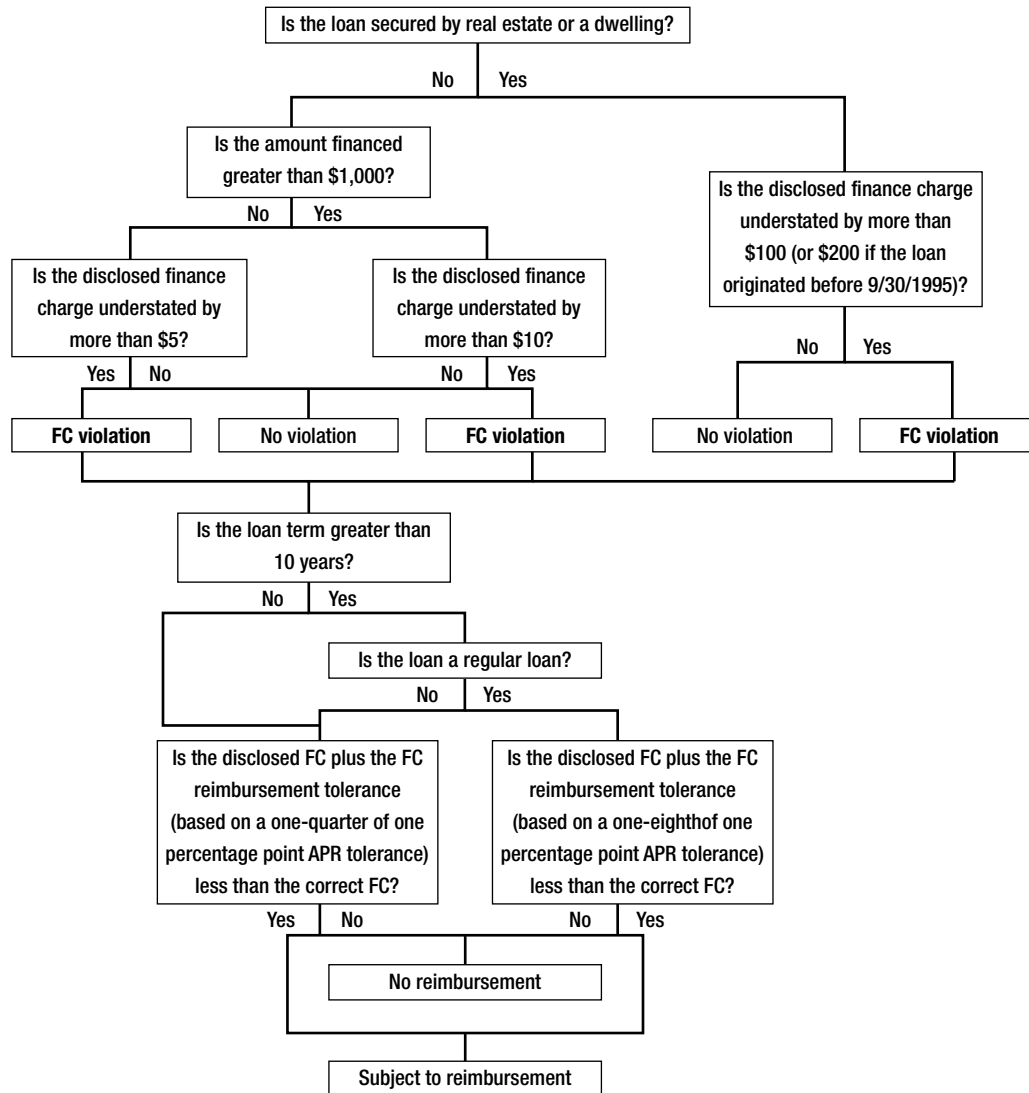 Is the loan secured by real estate or a dwelling?
No Yes
Is the amount financed
greater than $1,000?
No Yes
Is the disclosed finance charge
understated by more than
$100 (or $200 if the loan
originated before 9/30/1995)?
Is the disclosed finance
charge understated by
more than $5?
Is the disclosed finance
charge understated by
more than $10?
No Yes
Yes No
No Yes
FC violation
No violation
FC violation
No violation
FC violation
Is the loan term greater than
10 years?
No Yes
Is the loan a regular loan?
No Yes
Is the disclosed FC plus the FC
reimbursement tolerance
(based on a one-quarter of one
percentage point APR tolerance)
less than the correct FC?
Is the disclosed FC plus the FC
reimbursement tolerance
(based on a one-eighthof one
percentage point APR tolerance)
less than the correct FC?
Yes No
No Yes
No reimbursement
Subject to reimbursement